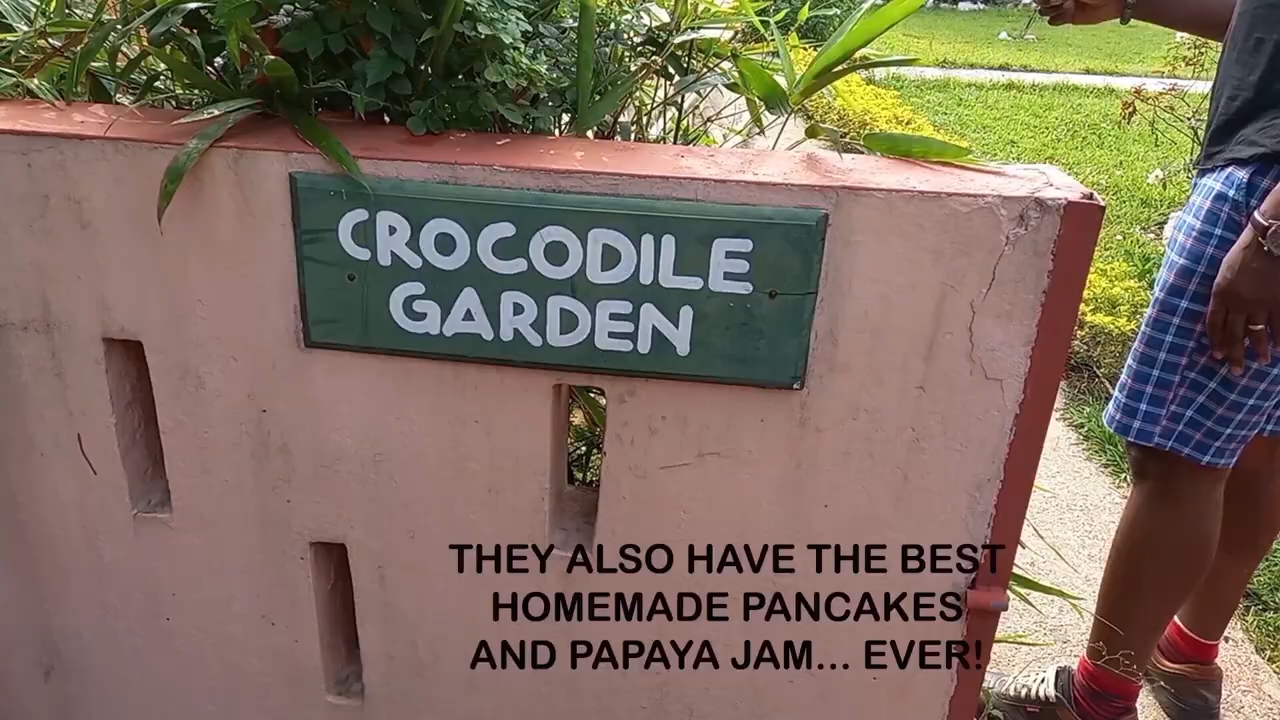 CROCODILE
GARDEN
THEY ALSO HAVE THE BEST
HOMEMADE PANCAKES
AND PAPAYA JAM... EVER!